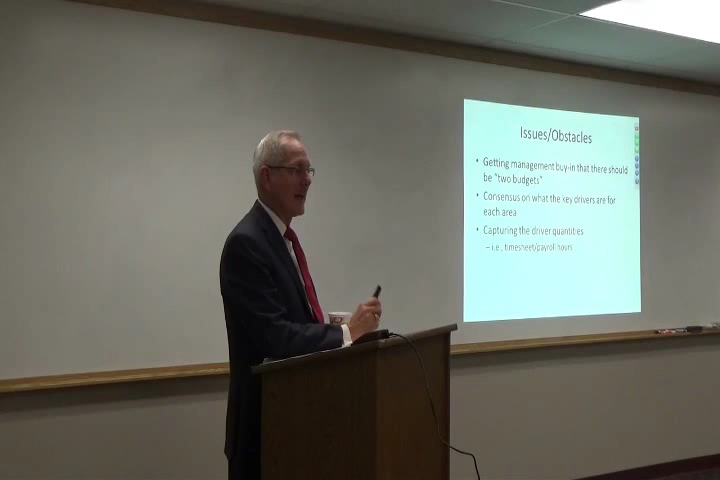 Issues/Obstacles
• Getting management buy-in that there should
be "two budgets"
• Consensus on what the key drivers are for
each area
• Capturing the driver quantities
– i.e., timesheet/payroll hours